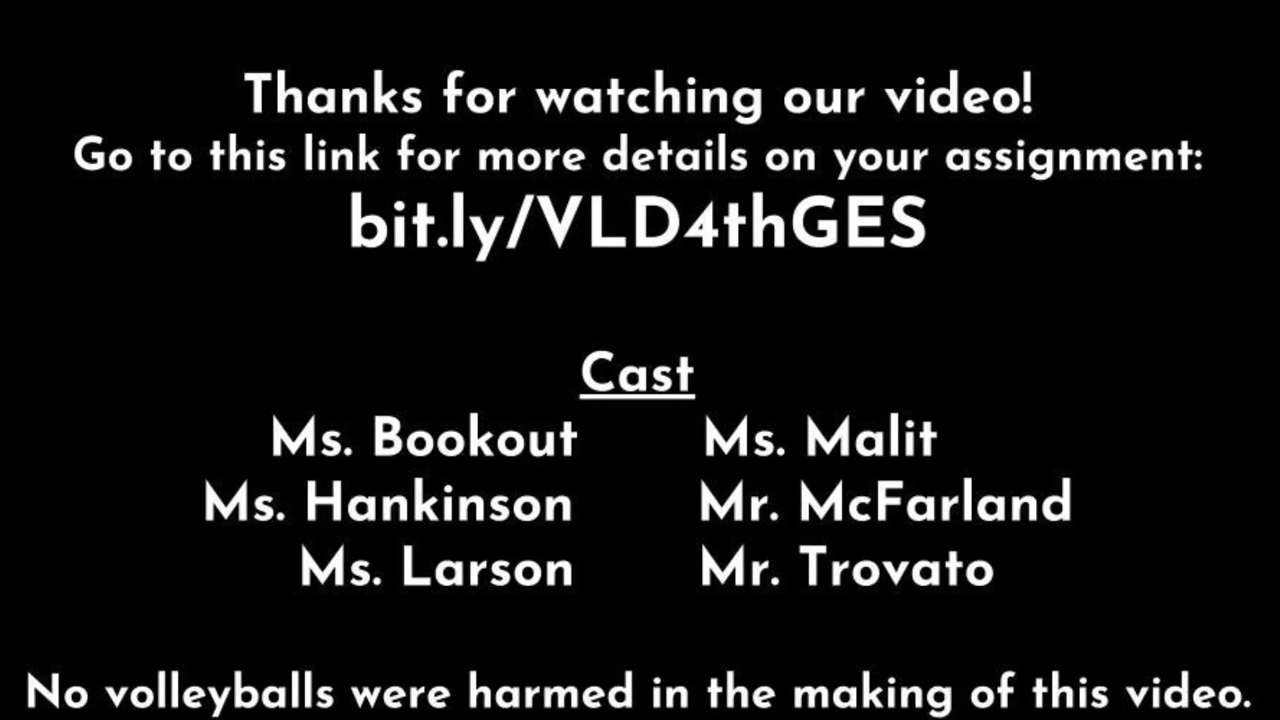 Thanks for watching our video!
Go to this link for more details on your assignment:
bit.ly/VLD4thGES
Cast
Ms. Bookout Ms. Malit
Ms. Hankinson Mr. McFarland
Ms. Larson Mr. Trovato
No volleyballs were harmed in the making of this video.